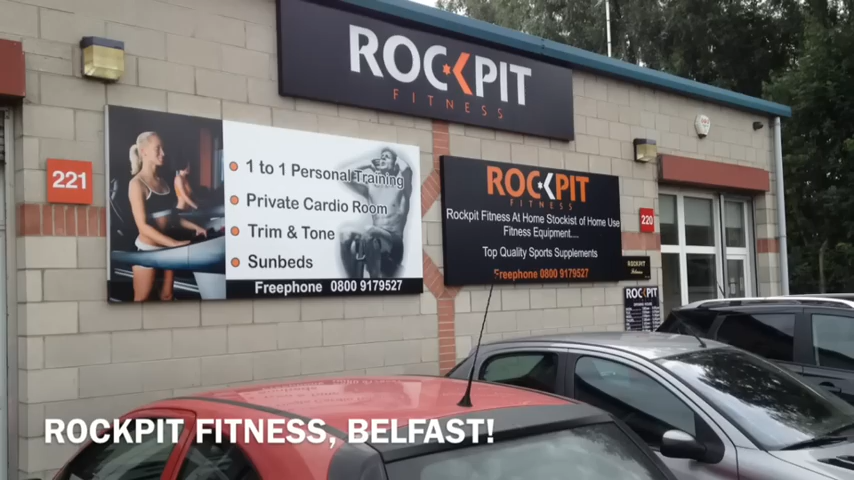 ROCKPIT
FITNESS
221
1 to 1 Personal Training
Private Cardio Room
Trim & Tone
Sunbeds
Freephone 0800 9179527
ROCKPIT
FITNESS
Rockpit Fitness At Home Stockist of Home Use
Fitness Equipment....
Top Quality Sports Supplements
Freephone 0800 9179527
220
ROCKPIT
ROCKPIT
ROCKPIT FITNESS, BELFAST!